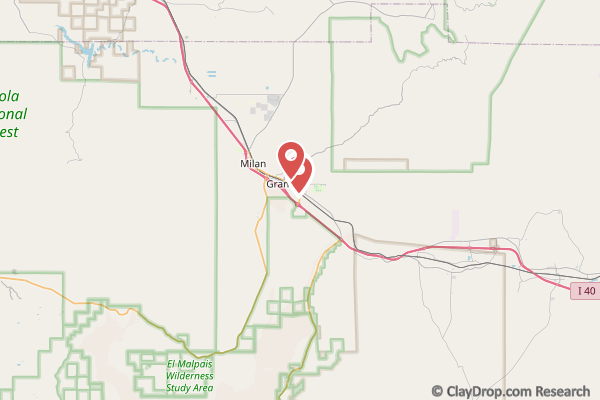 ola
onal
est
Milan
Gran
I 40
El Malpais
Wilderness
Study Area
© ClayDrop.com Research